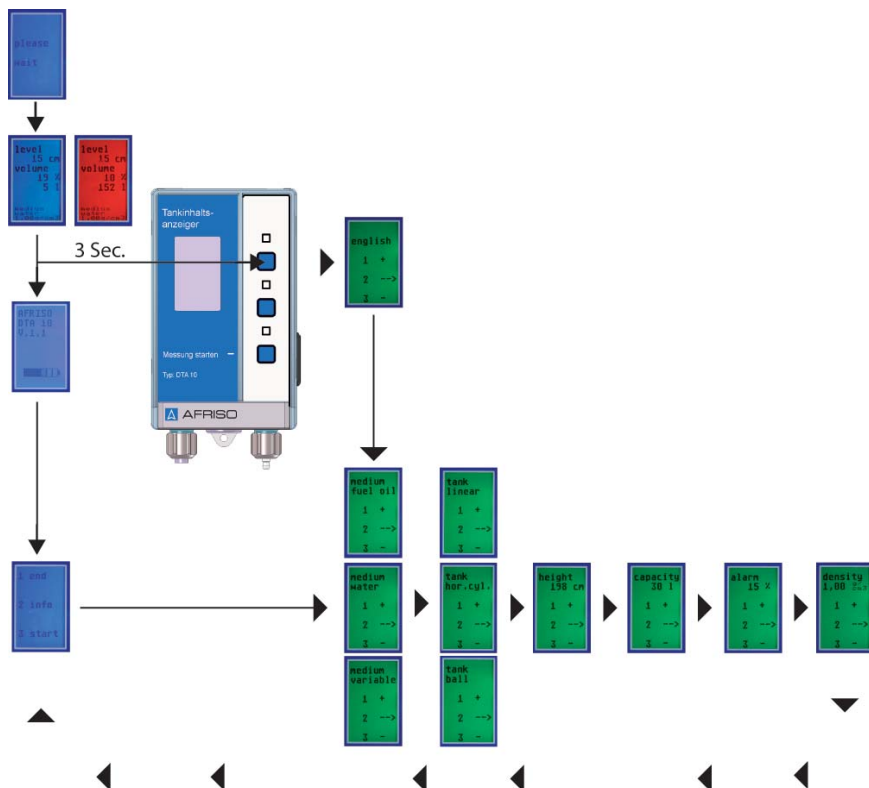 please
wait
level
15 cm
volume
19 %
5 l
level
15 cm
volume
10 %
152 l
3 Sec.
Tankinhalts-
anzeiger
Messung starten
Typ: DTA 10
AFRISO
english
1 +
2 -->
3 -
AFRISO
DTA 10
V.1.1
medium
fuel oil
1 +
2 -->
3 -
tank
linear
1 +
2 -->
3 -
1 end
2 info
3 start
medium
water
1 +
2 -->
3 -
tank
hor.cyl.
1 +
2 -->
3 -
height
198 cm
1 +
2 -->
3 -
capacity
30 l
1 +
2 -->
3 -
alarm
15 %
1 +
2 -->
3 -
density
1,00
1 +
2 -->
3 -
medium
variable
1 +
2 -->
3 -
tank
ball
1 +
2 -->
3 -